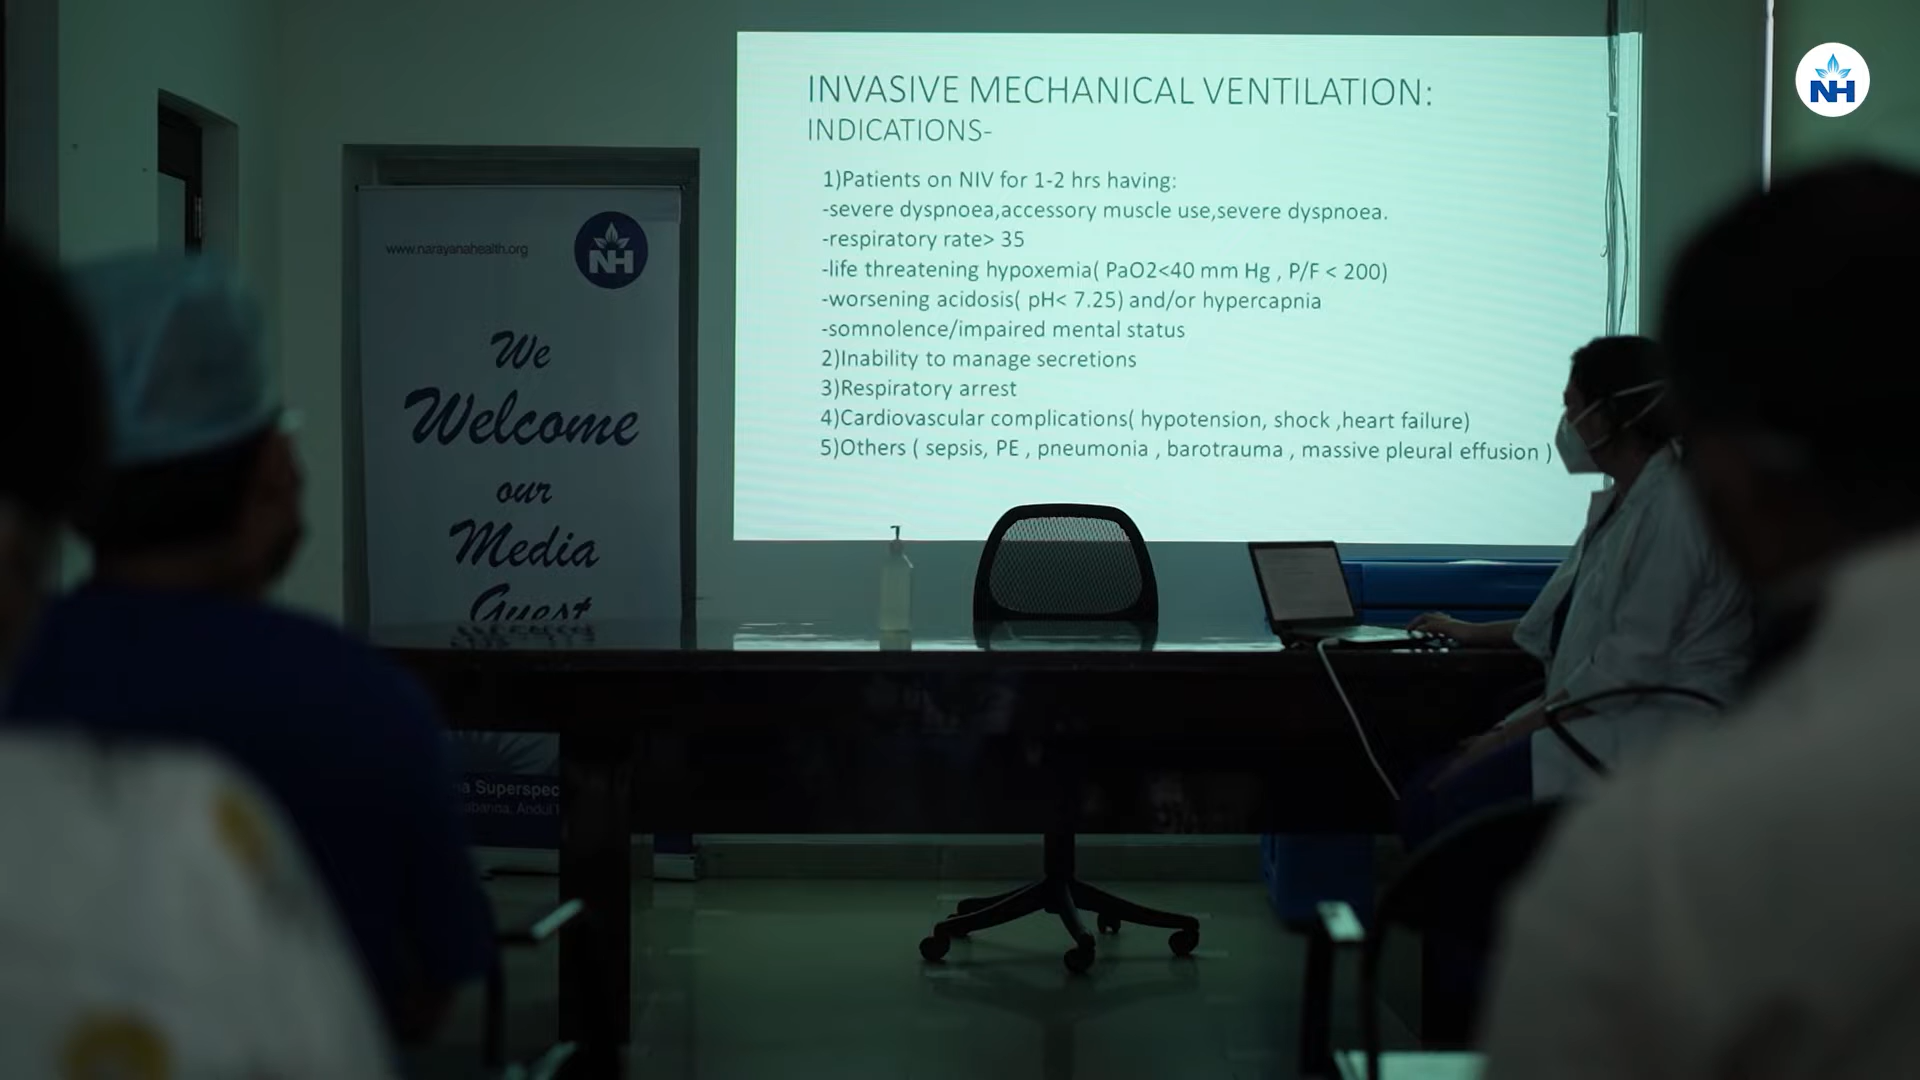 INVASIVE MECHANICAL VENTILATION:
INDICATIONS-
1)Patients on NIV for 1-2 hrs having:
-severe dyspnoea,accessory muscle use,severe dyspnoea.
-respiratory rate> 35
-life threatening hypoxemia( PaO2<40 mm Hg , P/F < 200)
-worsening acidosis( pH< 7.25) and/or hypercapnia
-somnolence/impaired mental status
2)Inability to manage secretions
3)Respiratory arrest
4)Cardiovascular complications( hypotension, shock ,heart failure)
5)Others ( sepsis, PE , pneumonia , barotrauma , massive pleural effusion )
NH
www.narayanahealth.org
NH
We
Welcome
our
Media
Guest
Superspec
Andul